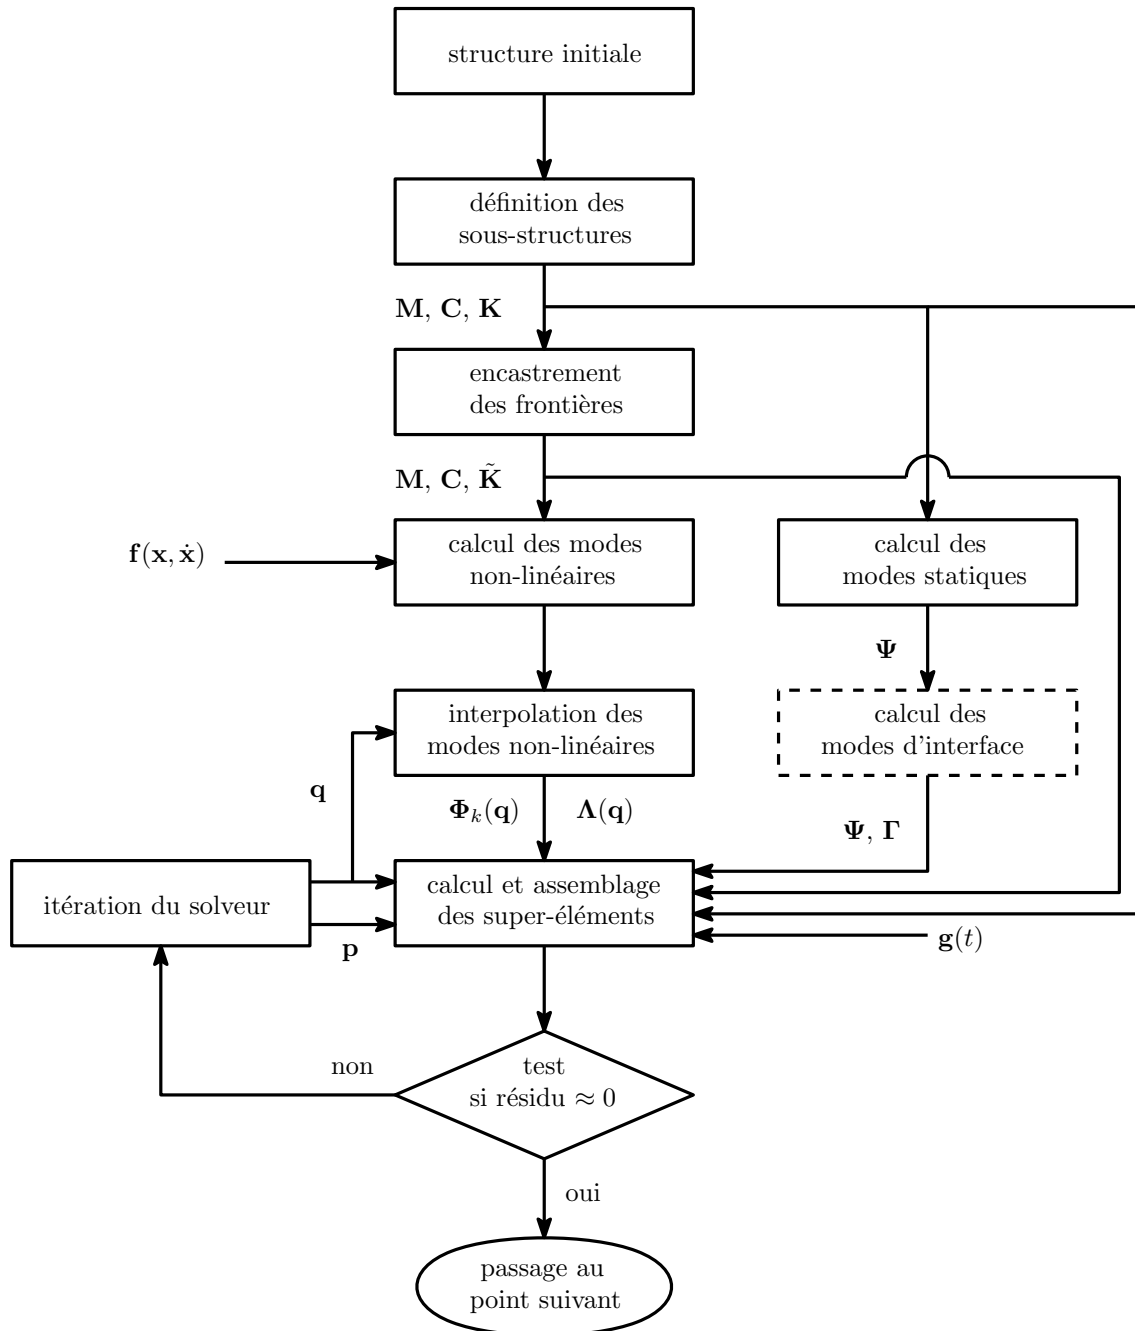 structure initiale
définition des
sous-structures
M, C, K
encastrement
des frontières
M, C, K̃
f(x, ẋ)
calcul des modes
non-linéaires
calcul des
modes statiques
Ψ
interpolation des
modes non-linéaires
calcul des
modes d'interface
q
Φₖ(q) Λ(q)
Ψ, Γ
itération du solveur
calcul et assemblage
des super-éléments
p
g(t)
non
test
si résidu ≈ 0
oui
passage au
point suivant